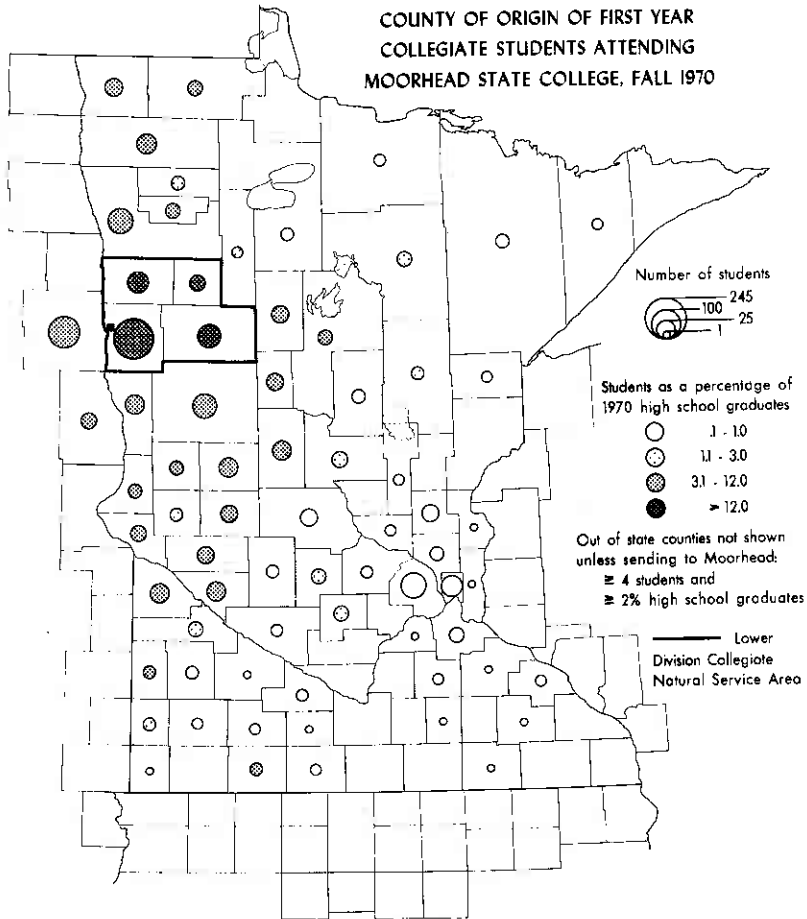 COUNTY OF ORIGIN OF FIRST YEAR
COLLEGIATE STUDENTS ATTENDING
MOORHEAD STATE COLLEGE, FALL 1970
Number of students
245
100
25
1
Students as a percentage of
1970 high school graduates
.1 - 1.0
1.1 - 3.0
3.1 - 12.0
> 12.0
Out of state counties not shown
unless sending to Moorhead:
≥ 4 students and
≥ 2% high school graduates
Lower
Division Collegiate
Natural Service Area